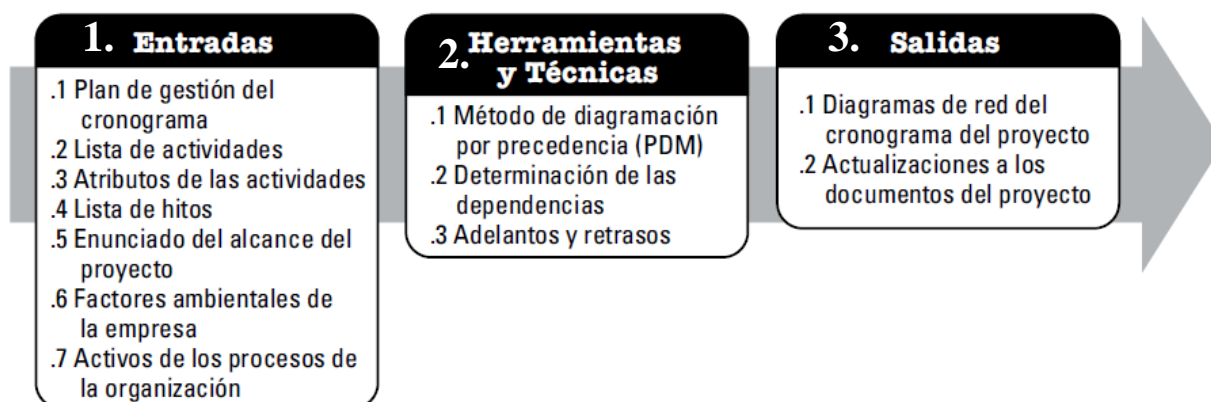 1. Entradas
.1 Plan de gestión del
cronograma
.2 Lista de actividades
.3 Atributos de las actividades
.4 Lista de hitos
.5 Enunciado del alcance del
proyecto
.6 Factores ambientales de
la empresa
.7 Activos de los procesos de
la organización
2. Herramientas
y Técnicas
.1 Método de diagramación
por precedencia (PDM)
.2 Determinación de las
dependencias
.3 Adelantos y retrasos
3. Salidas
.1 Diagramas de red del
cronograma del proyecto
.2 Actualizaciones a los
documentos del proyecto